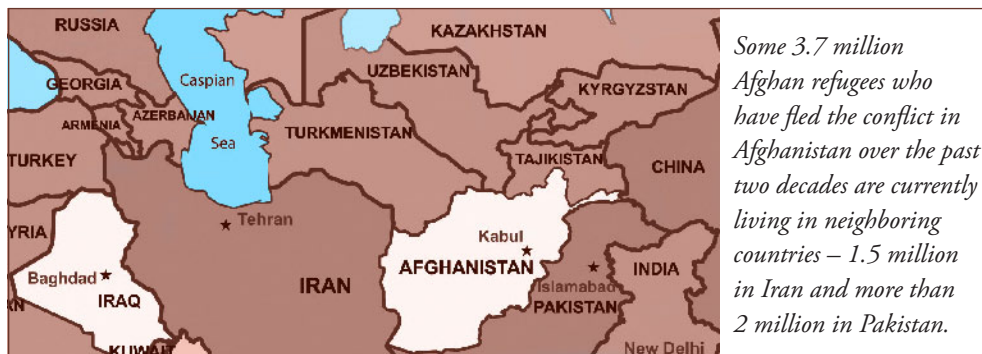 RUSSIA
KAZAKHSTAN
Caspian
Sea
UZBEKISTAN
GEORGIA
KYRGYZSTAN
AZERBAIJAN
ARMENIA
TURKMENISTAN
TURKEY
TAJIKISTAN
CHINA
Tehran
YRIA
Kabul
Baghdad
AFGHANISTAN
INDIA
IRAN
Islamabad
IRAQ
PAKISTAN
AN
KUWAIT
New Delhi
Some 3.7 million
Afghan refugees who
have fled the conflict in
Afghanistan over the past
two decades are currently
living in neighboring
countries – 1.5 million
in Iran and more than
2 million in Pakistan.